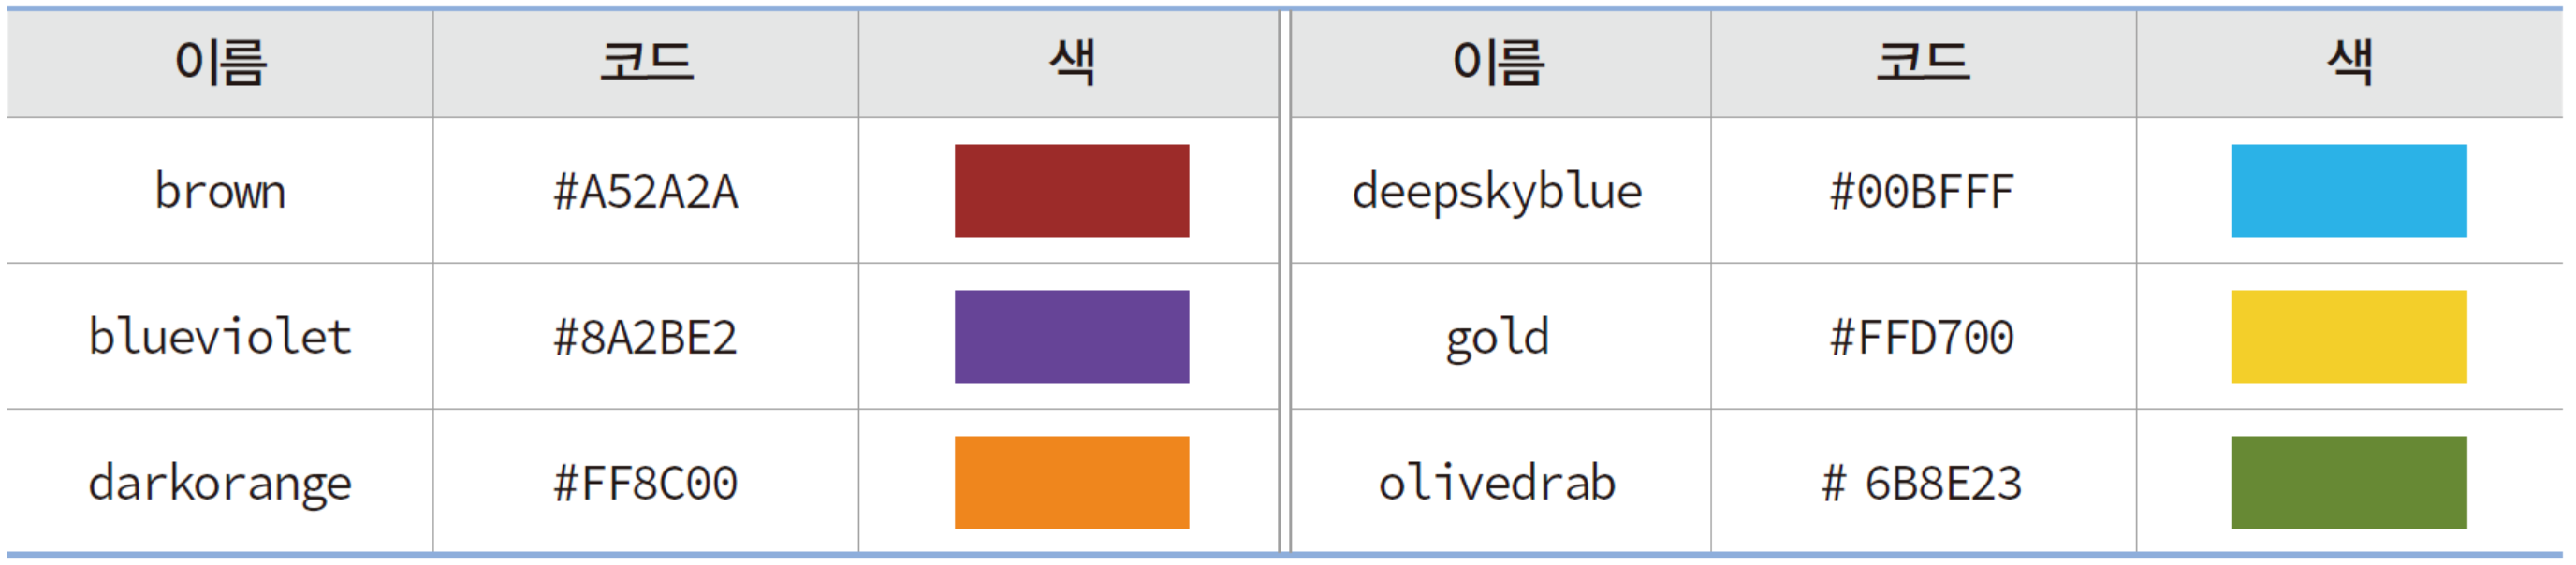 이름 코드 색 이름 코드 색
brown #A52A2A deepskyblue #00BFFF
blueviolet #8A2BE2 gold #FFD700
darkorange #FF8C00 olivedrab # 6B8E23